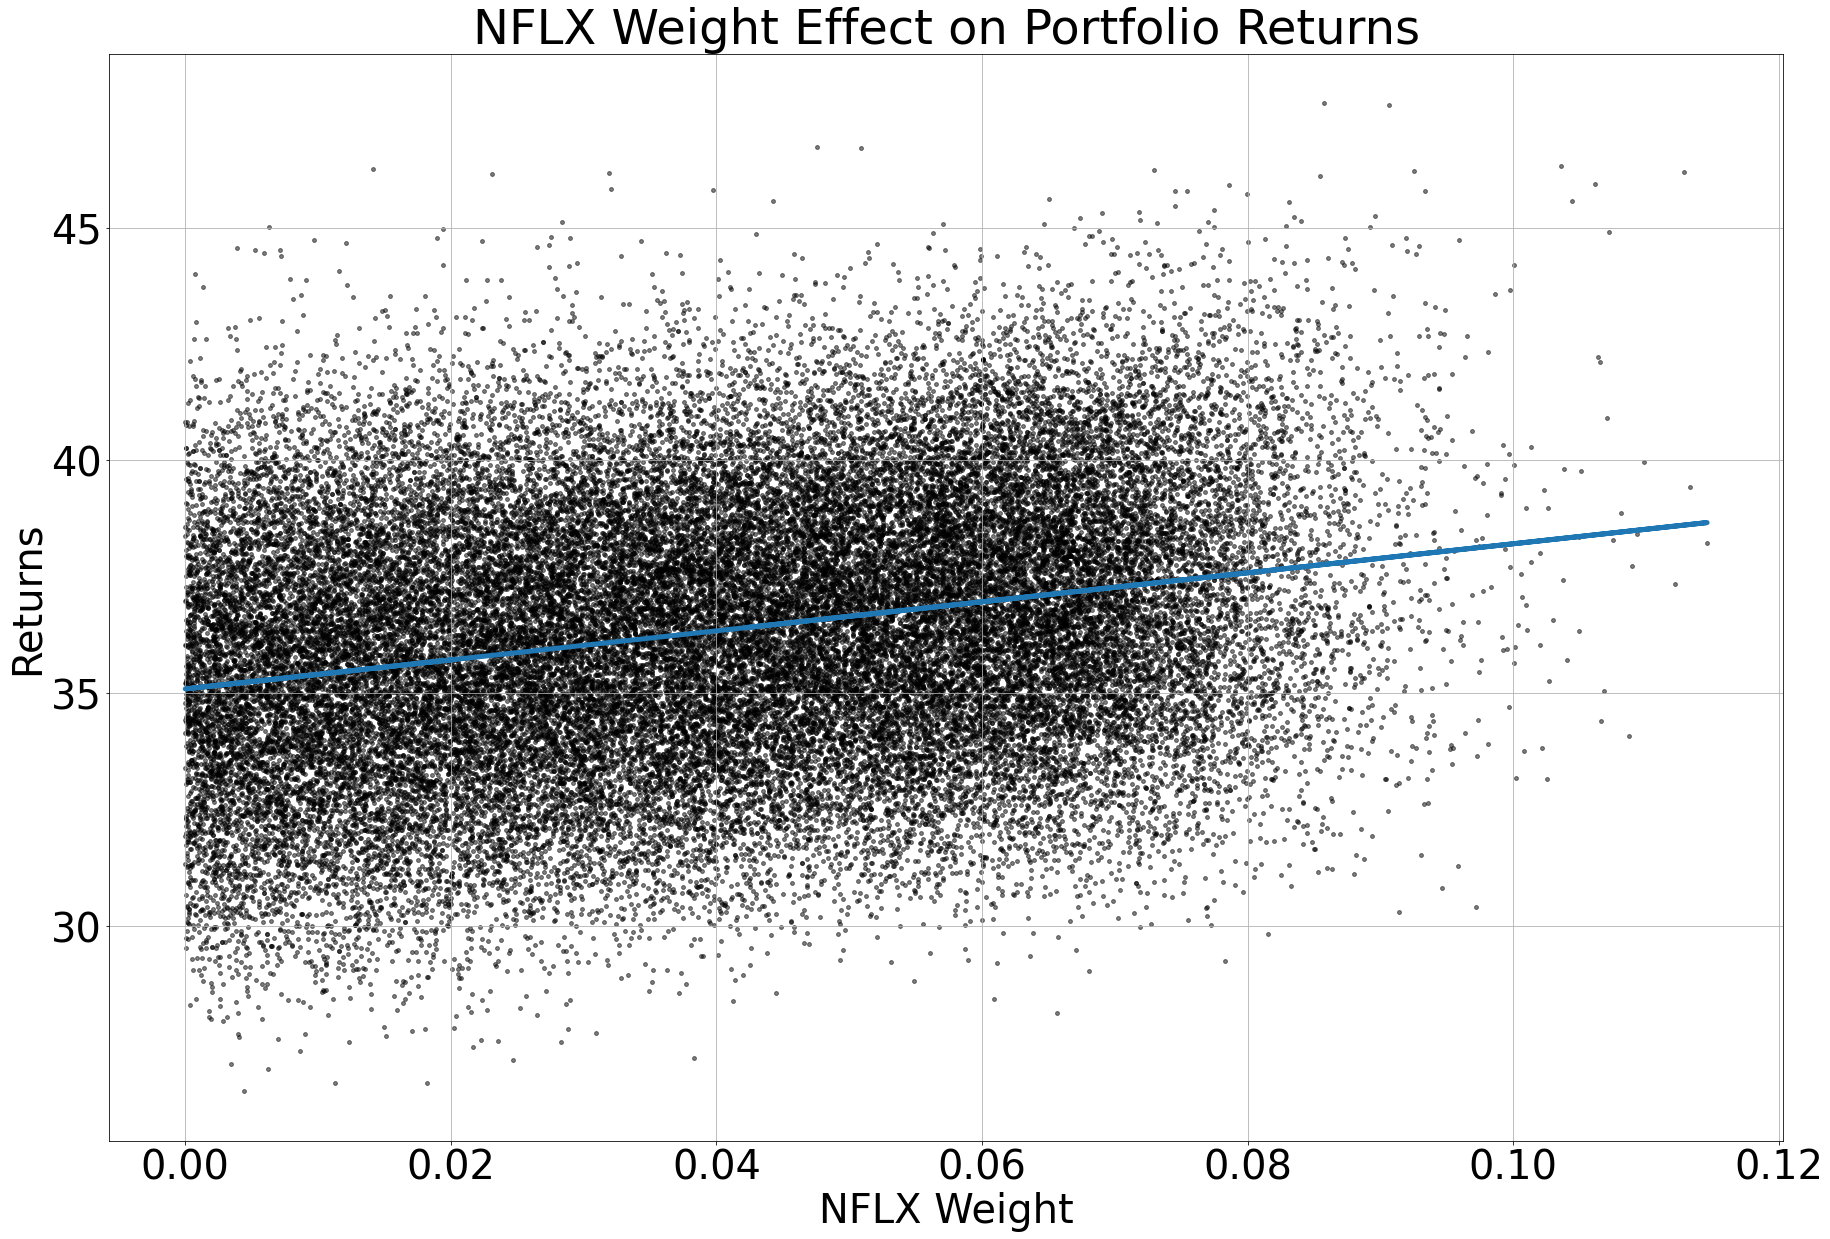 NFLX Weight Effect on Portfolio Returns
45
40
35
30
Returns
0.00 0.02 0.04 0.06 0.08 0.10 0.12
NFLX Weight